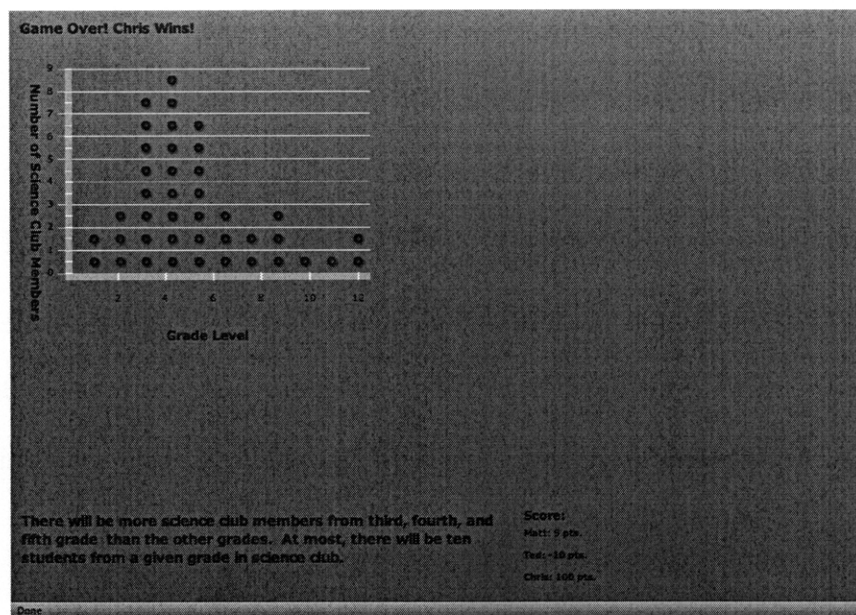 Game Over! Chris Wins!
9
8
7
6
5
4
3
2
1
0
Number of Science Club Members
2 4 6 8 10 12
Grade Level
There will be more science club members from third, fourth, and
fifth grade than the other grades. At most, there will be ten
students from a given grade in science club.
Score:
Matt: 5 pts.
Ted: -10 pts.
Chris: 100 pts.
Done